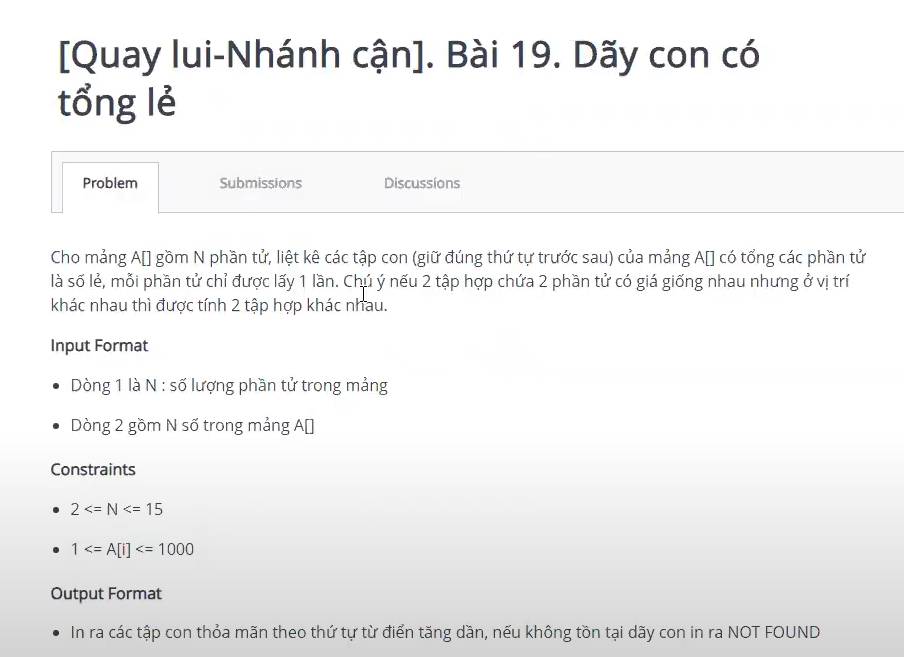 [Quay lui-Nhánh cận]. Bài 19. Dãy con có
tổng lẻ
Problem
Submissions
Discussions
Cho mảng A[] gồm N phần tử, liệt kê các tập con (giữ đúng thứ tự trước sau) của mảng A[] có tổng các phần tử
là số lẻ, mỗi phần tử chỉ được lấy 1 lần. Chú ý nếu 2 tập hợp chứa 2 phần tử có giá giống nhau nhưng ở vị trí
khác nhau thì được tính 2 tập hợp khác nhau.
Input Format
• Dòng 1 là N : số lượng phần tử trong mảng
• Dòng 2 gồm N số trong mảng A[]
Constraints
• 2 <= N <= 15
• 1 <= A[i] <= 1000
Output Format
• In ra các tập con thỏa mãn theo thứ tự từ điển tăng dần, nếu không tồn tại dãy con in ra NOT FOUND